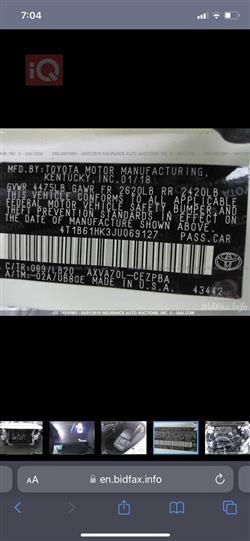 7:04
IQ
MFD.BY:TOYOTA MOTOR MANUFACTURING,
KENTUCKY,INC.01/18
GVWR 4475LB GAWR FR 2620LB RR 2420LB
THIS VEHICLE CONFORMS TO ALL APPLICABLE
FEDERAL MOTOR VEHICLE SAFETY,BUMPER,AND
THEFT PREVENTION STANDARDS IN EFFECT ON
THE DATE OF MANUFACTURE SHOWN ABOVE.
4T1B61HK3JU069127 PASS.CAR
C/TR:089/LB20 AXVA70L-CEZPBA
A/TM:-02A/UB80E MADE IN U.S.A. 43442
TOYOTA
BidFax.info
AA en.bidfax.info